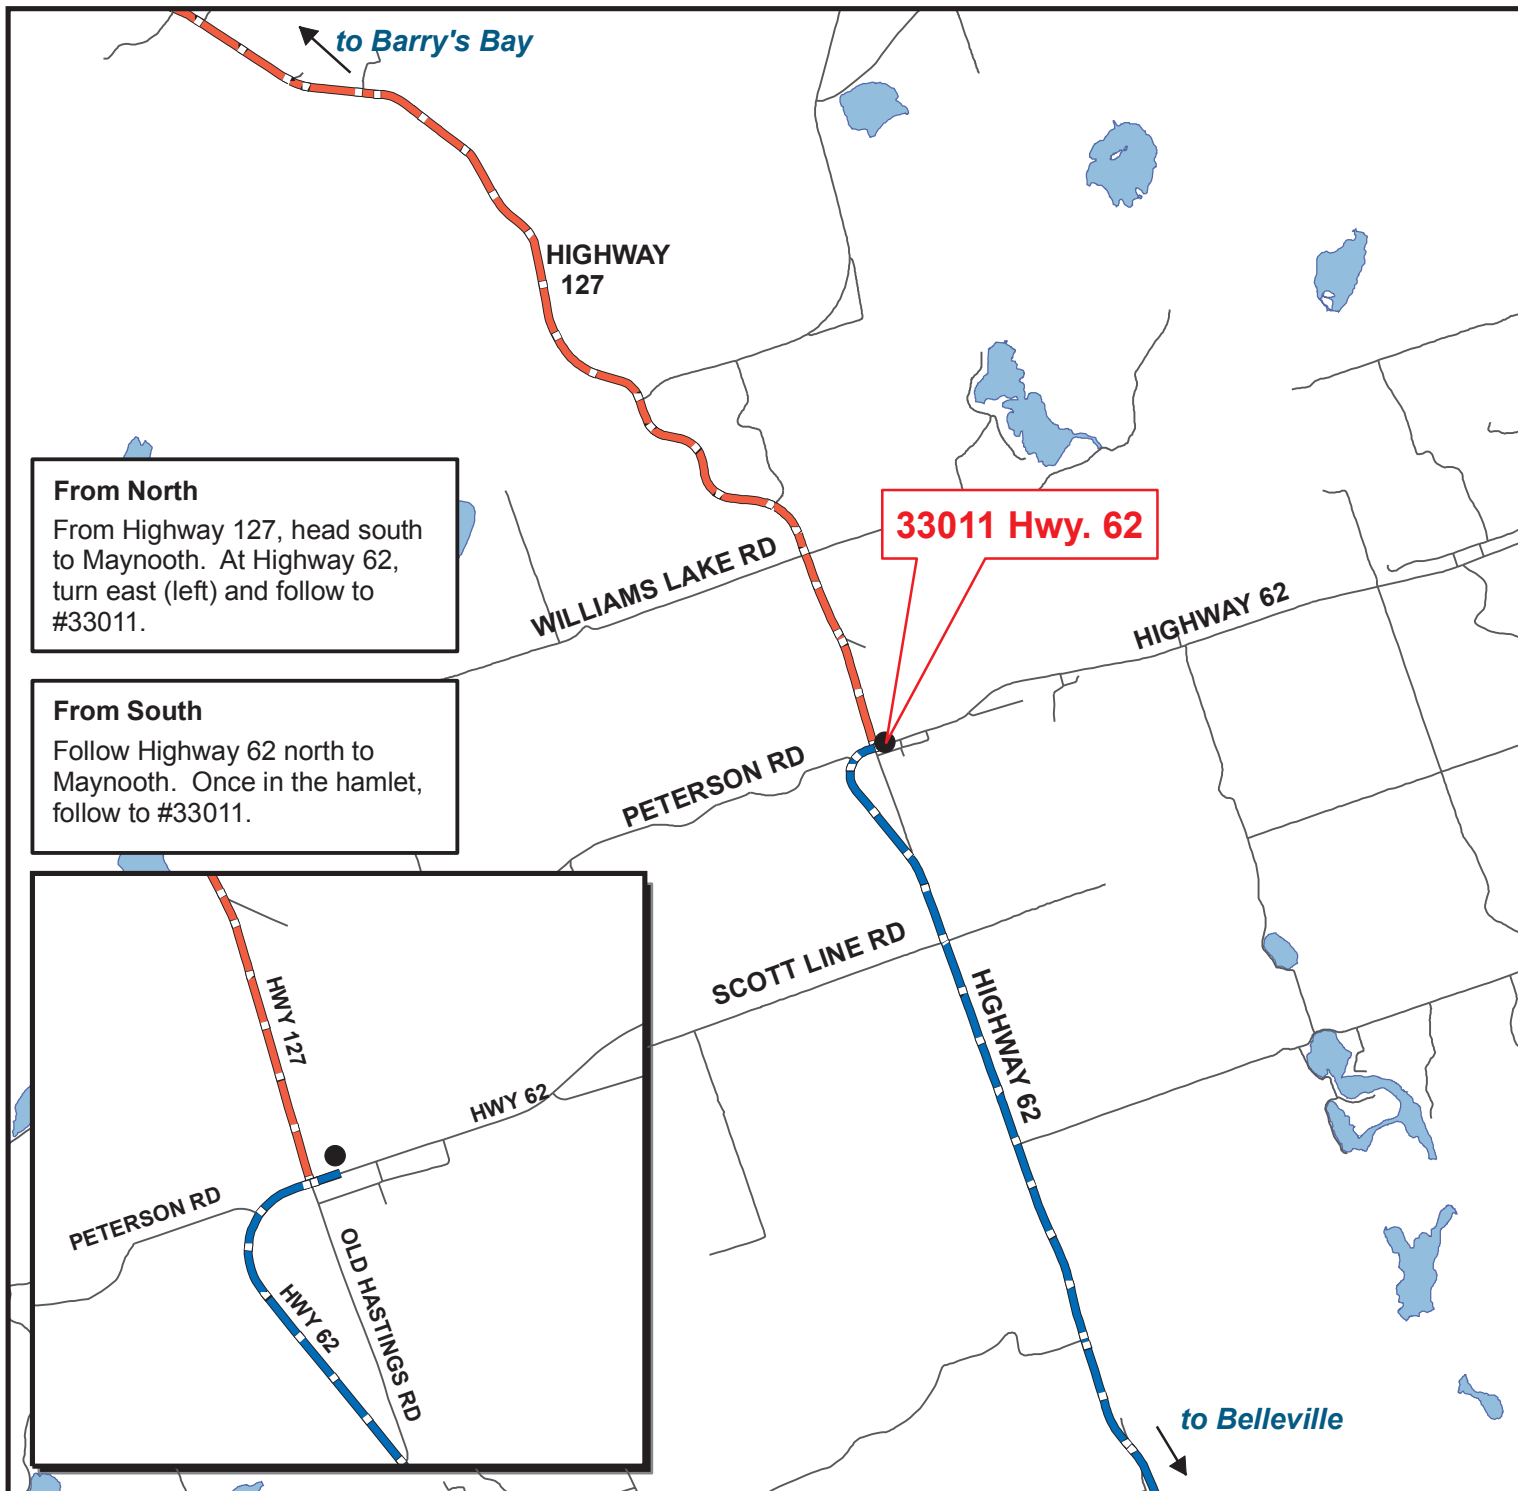 to Barry's Bay
HIGHWAY
127
From North
From Highway 127, head south
to Maynooth.  At Highway 62,
turn east (left) and follow to
#33011.
33011 Hwy. 62
WILLIAMS LAKE RD
HIGHWAY 62
From South
Follow Highway 62 north to
Maynooth.  Once in the hamlet,
follow to #33011.
PETERSON RD
SCOTT LINE RD
HIGHWAY 62
HWY 127
HWY 62
PETERSON RD
OLD HASTINGS RD
HWY 62
to Belleville